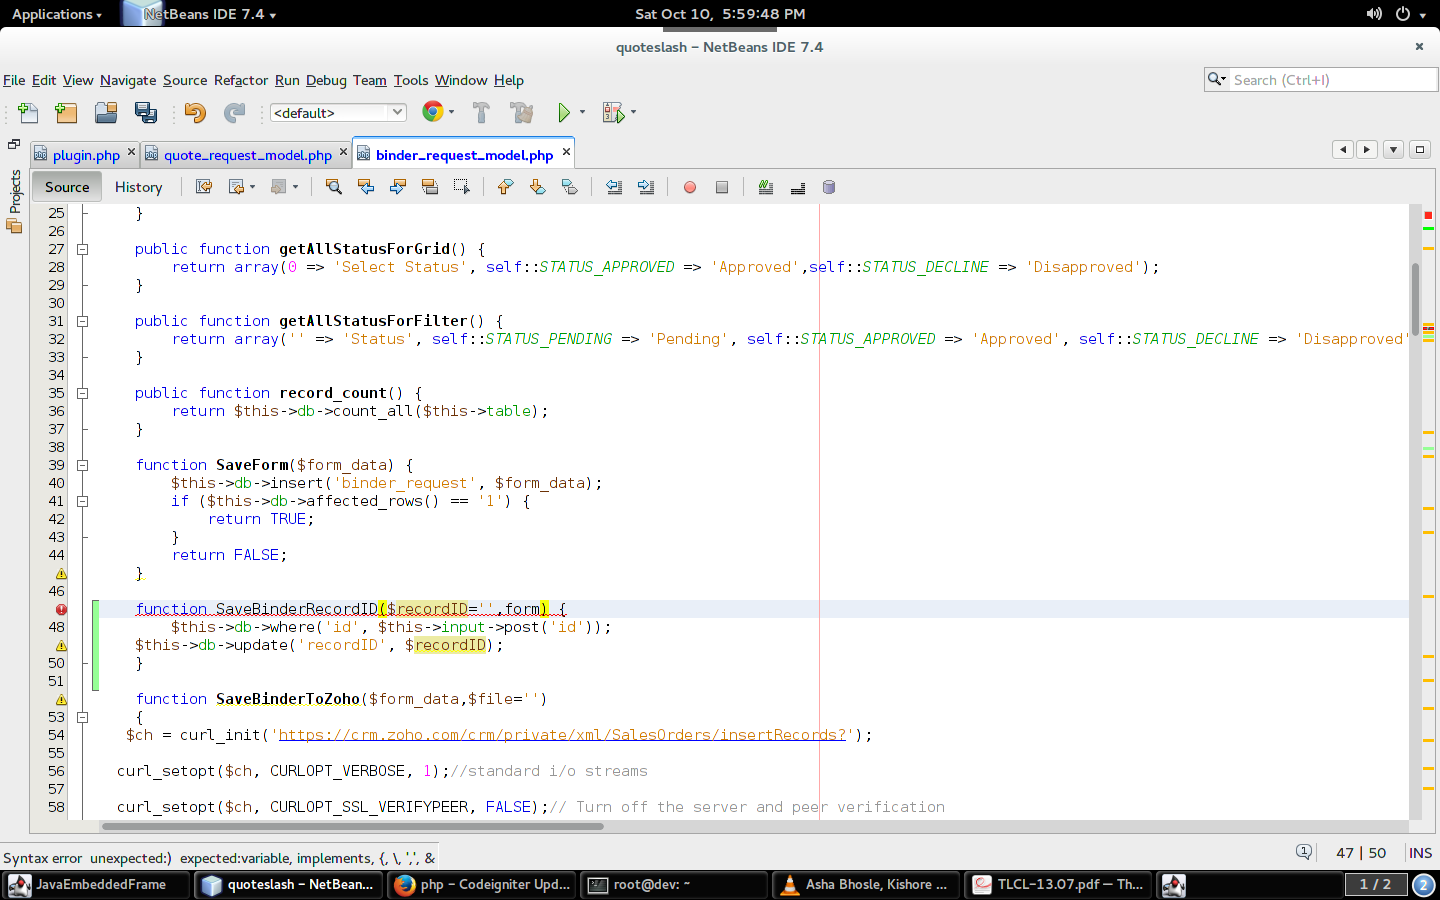 Applications NetBeans IDE 7.4 Sat Oct 10, 5:59:48 PM
quoteslash - NetBeans IDE 7.4
File Edit View Navigate Source Refactor Run Debug Team Tools Window Help Search (Ctrl+I)
<default>
plugin.php quote_request_model.php binder_request_model.php
Projects
Source History
25 }
26
27 public function getAllStatusForGrid() {
28 return array(0 => 'Select Status', self::STATUS_APPROVED => 'Approved',self::STATUS_DECLINE => 'Disapproved');
29 }
30
31 public function getAllStatusForFilter() {
32 return array('' => 'Status', self::STATUS_PENDING => 'Pending', self::STATUS_APPROVED => 'Approved', self::STATUS_DECLINE => 'Disapproved'
33 }
34
35 public function record_count() {
36 return $this->db->count_all($this->table);
37 }
38
39 function SaveForm($form_data) {
40 $this->db->insert('binder_request', $form_data);
41 if ($this->db->affected_rows() == '1') {
42 return TRUE;
43 }
44 return FALSE;
}
46
function SaveBinderRecordID($recordID='',form) {
48 $this->db->where('id', $this->input->post('id'));
$this->db->update('recordID', $recordID);
50 }
51
function SaveBinderToZoho($form_data,$file='')
53 {
54 $ch = curl_init('https://crm.zoho.com/crm/private/xml/SalesOrders/insertRecords?');
55
56 curl_setopt($ch, CURLOPT_VERBOSE, 1);//standard i/o streams
57
58 curl_setopt($ch, CURLOPT_SSL_VERIFYPEER, FALSE);// Turn off the server and peer verification
Syntax error unexpected:) expected:variable, implements, {, \, ',', & 1 47 | 50 INS
JavaEmbeddedFrame quoteslash - NetBean... php - Codeigniter Upd... root@dev: ~ Asha Bhosle, Kishore ... TLCL-13.07.pdf — Th... 1 / 2 2